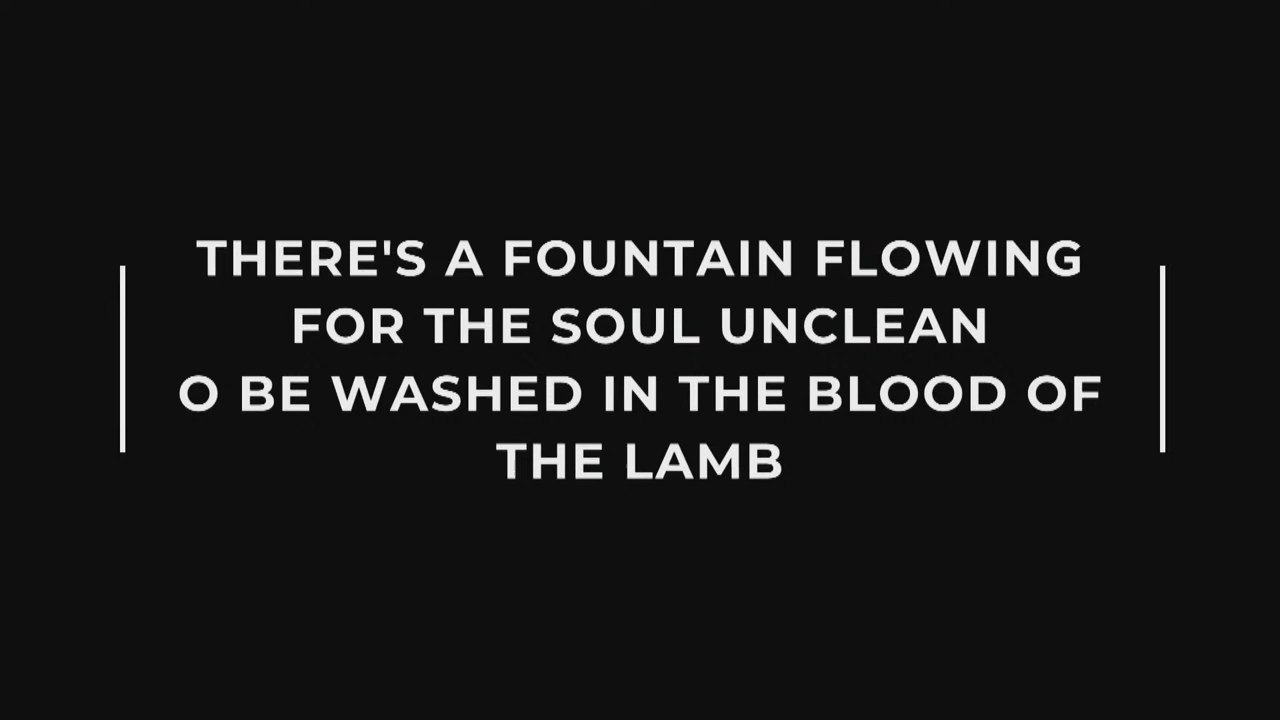 THERE'S A FOUNTAIN FLOWING
FOR THE SOUL UNCLEAN
O BE WASHED IN THE BLOOD OF
THE LAMB